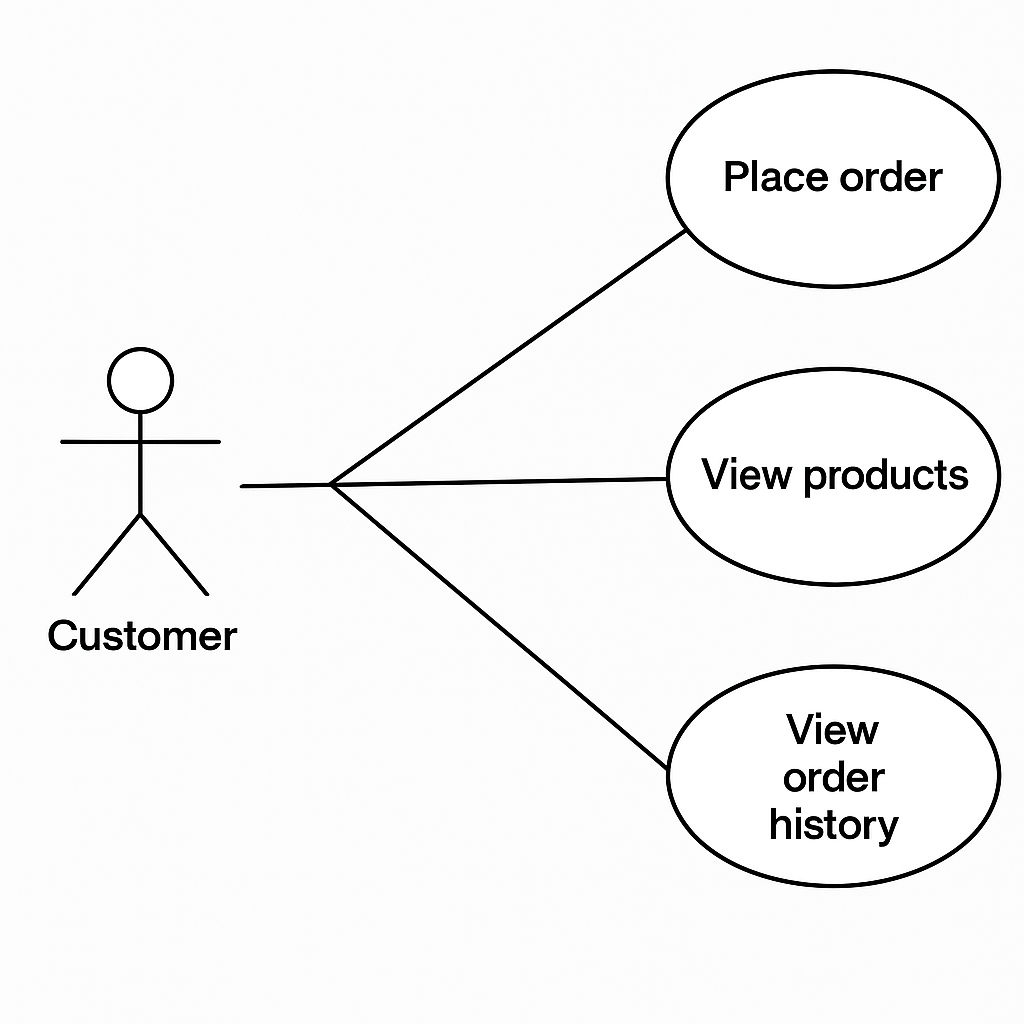 Place order
View products
Customer
View
order
history